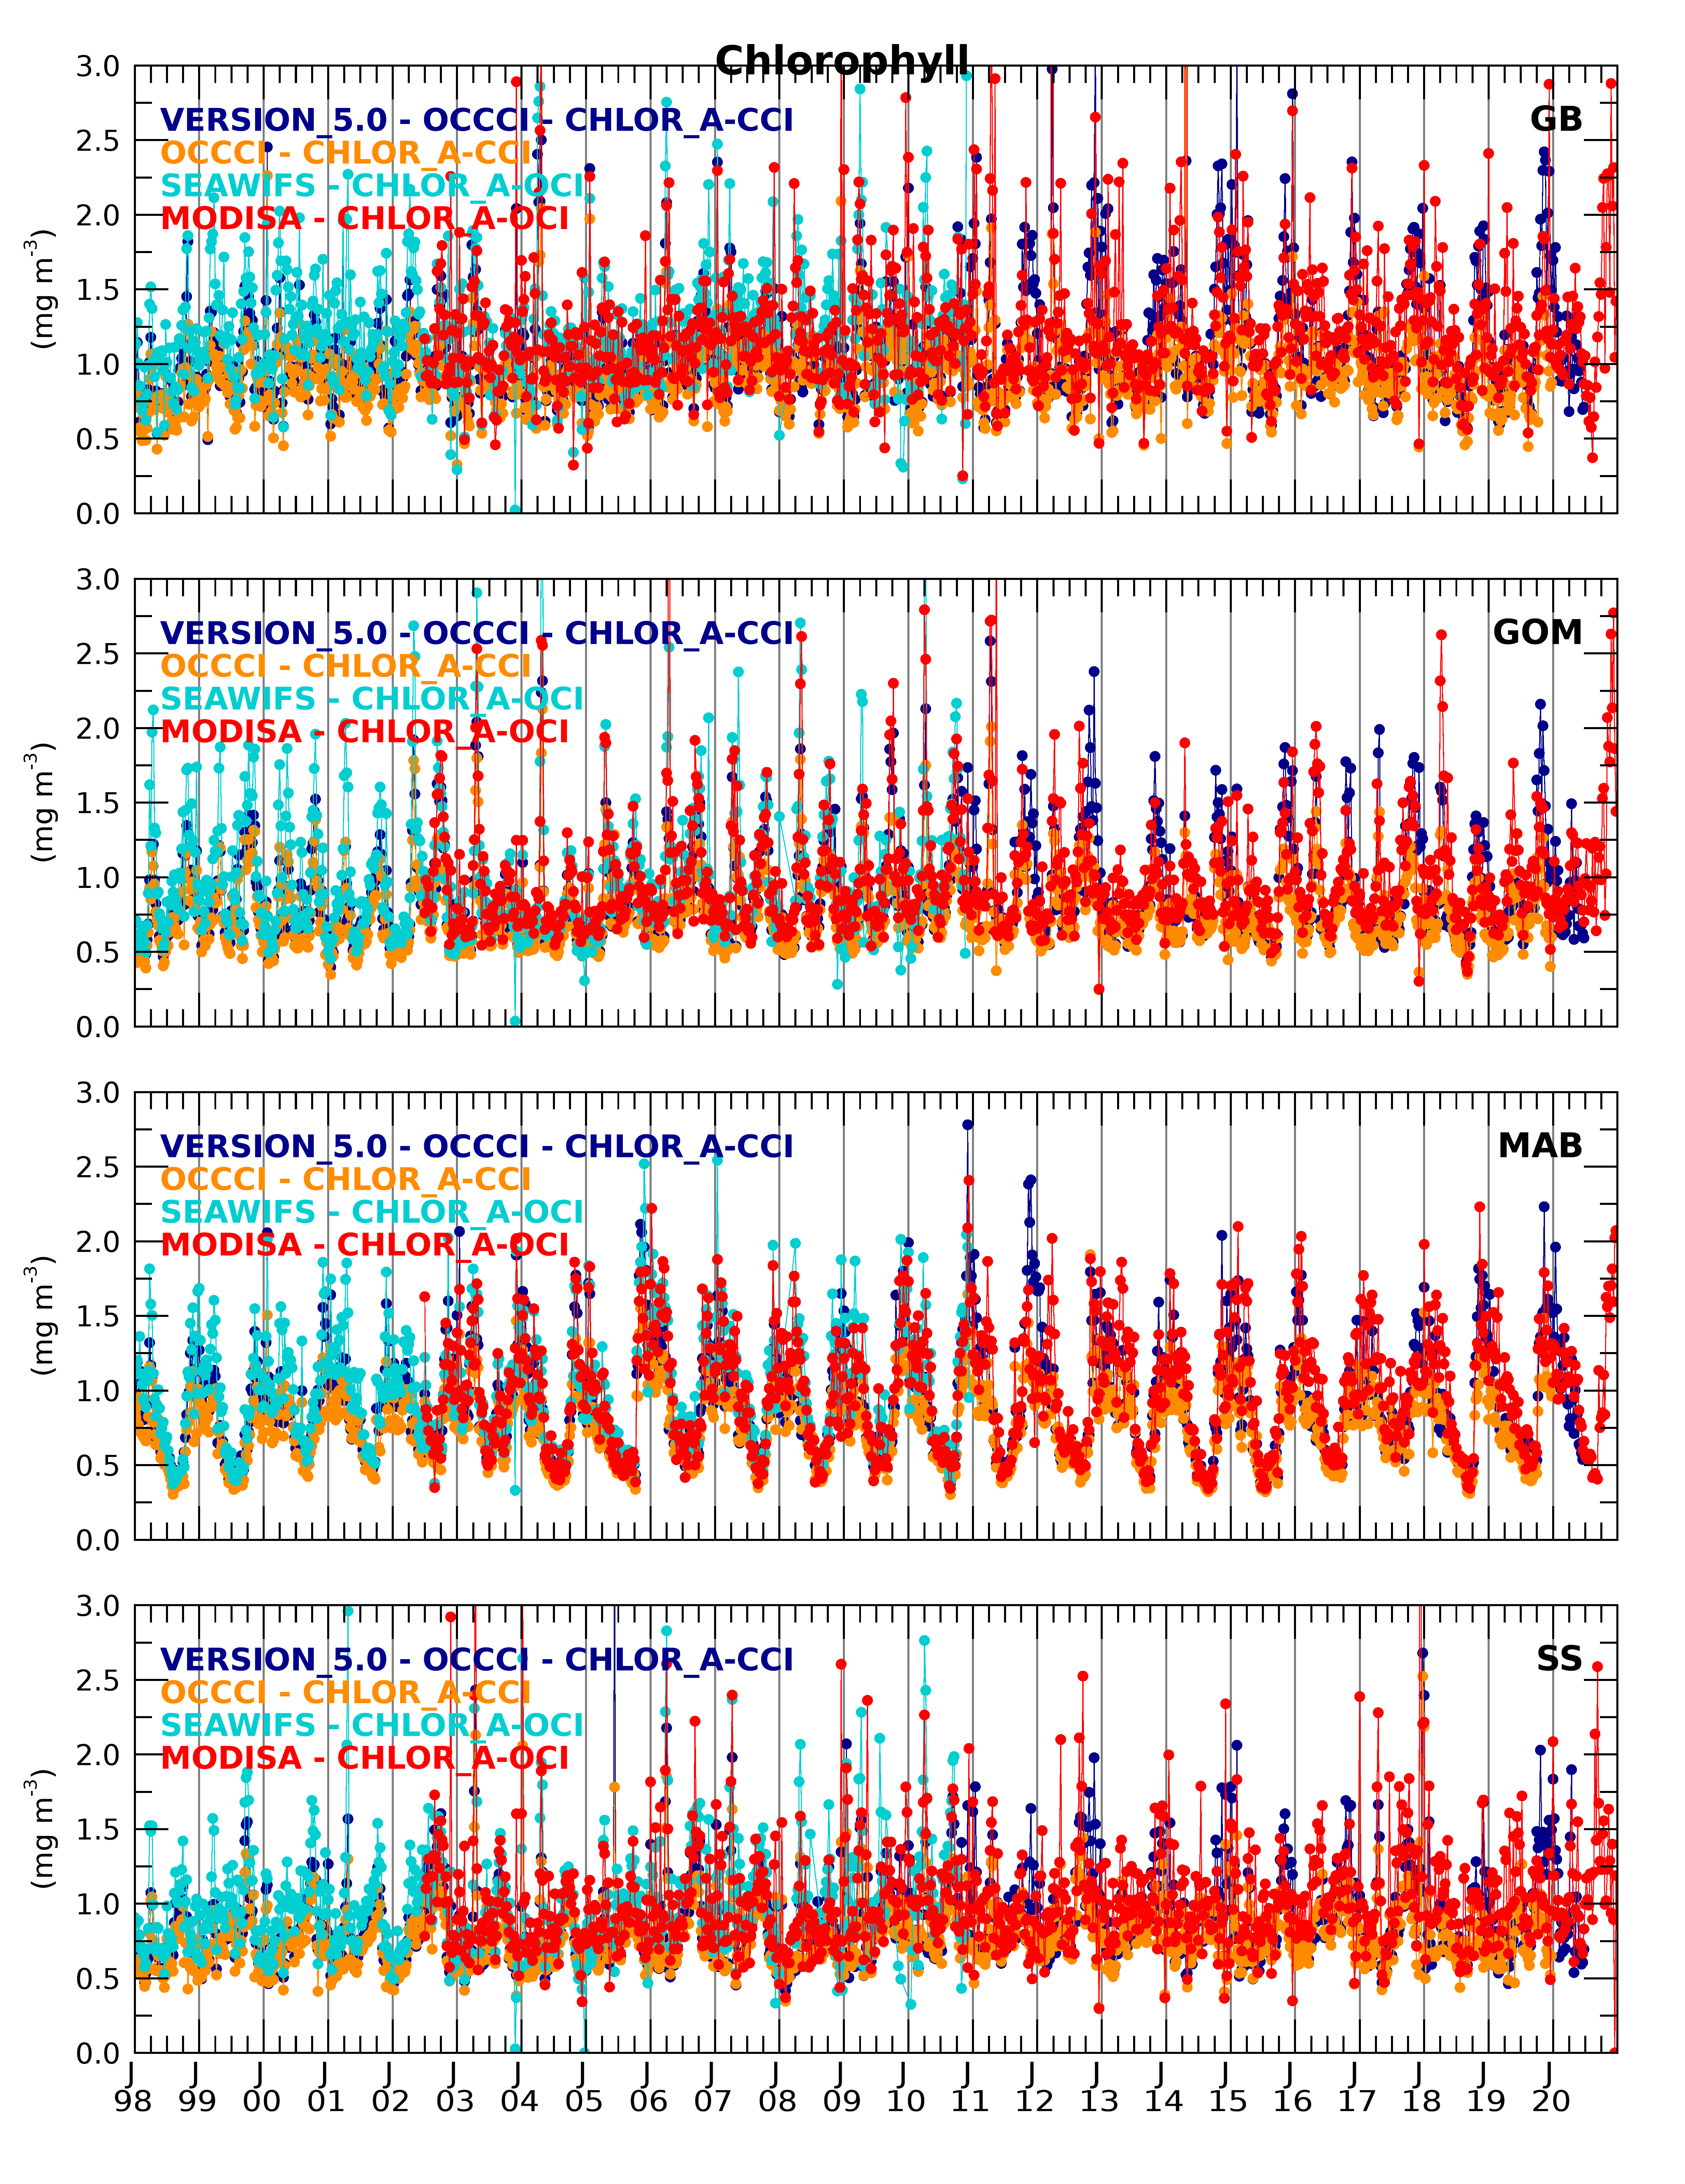 Chlorophyll
3.0
VERSION_5.0 - OCCCI - CHLOR_A-CCI
GB
2.5
OCCCI - CHLOR_A-CCI
SEAWIFS - CHLOR_A-OCI
2.0
MODISA - CHLOR_A-OCI
(mg m-3)
1.5
1.0
0.5
0.0
3.0
VERSION_5.0 - OCCCI - CHLOR_A-CCI
GOM
2.5
OCCCI - CHLOR_A-CCI
SEAWIFS - CHLOR_A-OCI
2.0
MODISA - CHLOR_A-OCI
(mg m-3)
1.5
1.0
0.5
0.0
3.0
VERSION_5.0 - OCCCI - CHLOR_A-CCI
MAB
2.5
OCCCI - CHLOR_A-CCI
SEAWIFS - CHLOR_A-OCI
2.0
MODISA - CHLOR_A-OCI
(mg m-3)
1.5
1.0
0.5
0.0
3.0
VERSION_5.0 - OCCCI - CHLOR_A-CCI
SS
2.5
OCCCI - CHLOR_A-CCI
SEAWIFS - CHLOR_A-OCI
2.0
MODISA - CHLOR_A-OCI
(mg m-3)
1.5
1.0
0.5
0.0
J J J J J J J J J J J J J J J J J J J J J J J
98 99 00 01 02 03 04 05 06 07 08 09 10 11 12 13 14 15 16 17 18 19 20